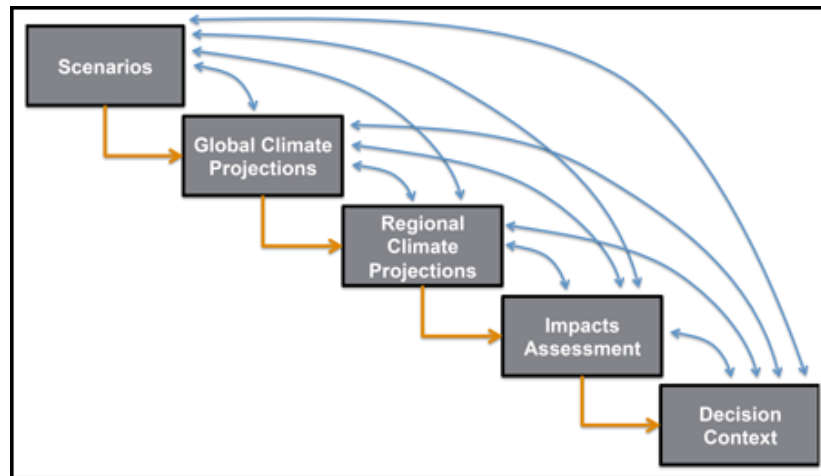 Scenarios
Global Climate
Projections
Regional
Climate
Projections
Impacts
Assessment
Decision
Context